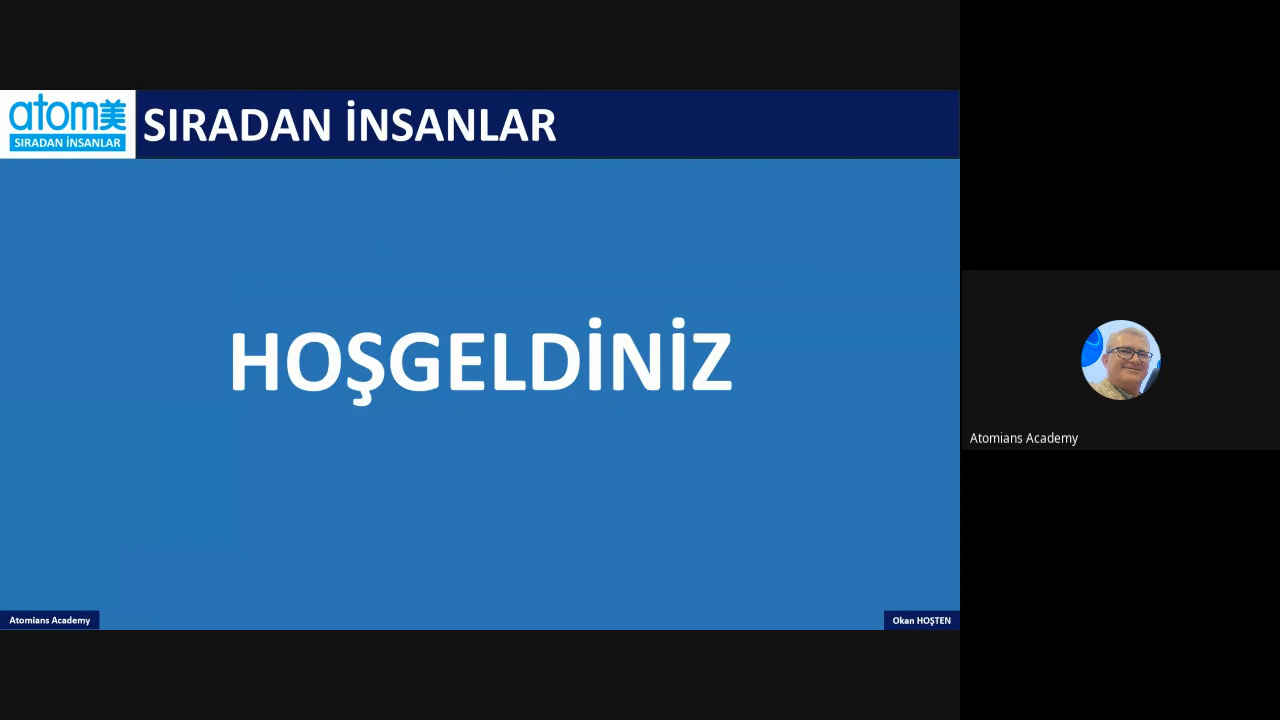 atom美
SIRADAN İNSANLAR
SIRADAN İNSANLAR
HOŞGELDİNİZ
Atomians Academy
Atomians Academy
Okan HOŞTEN